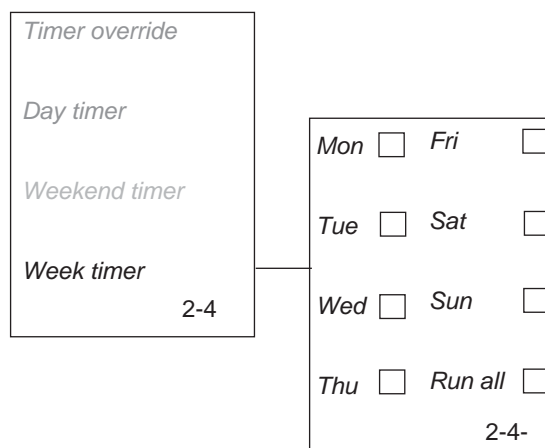 Timer override
Day timer
Weekend timer
Week timer
2-4
Mon Fri
Tue Sat
Wed Sun
Thu Run all
2-4-